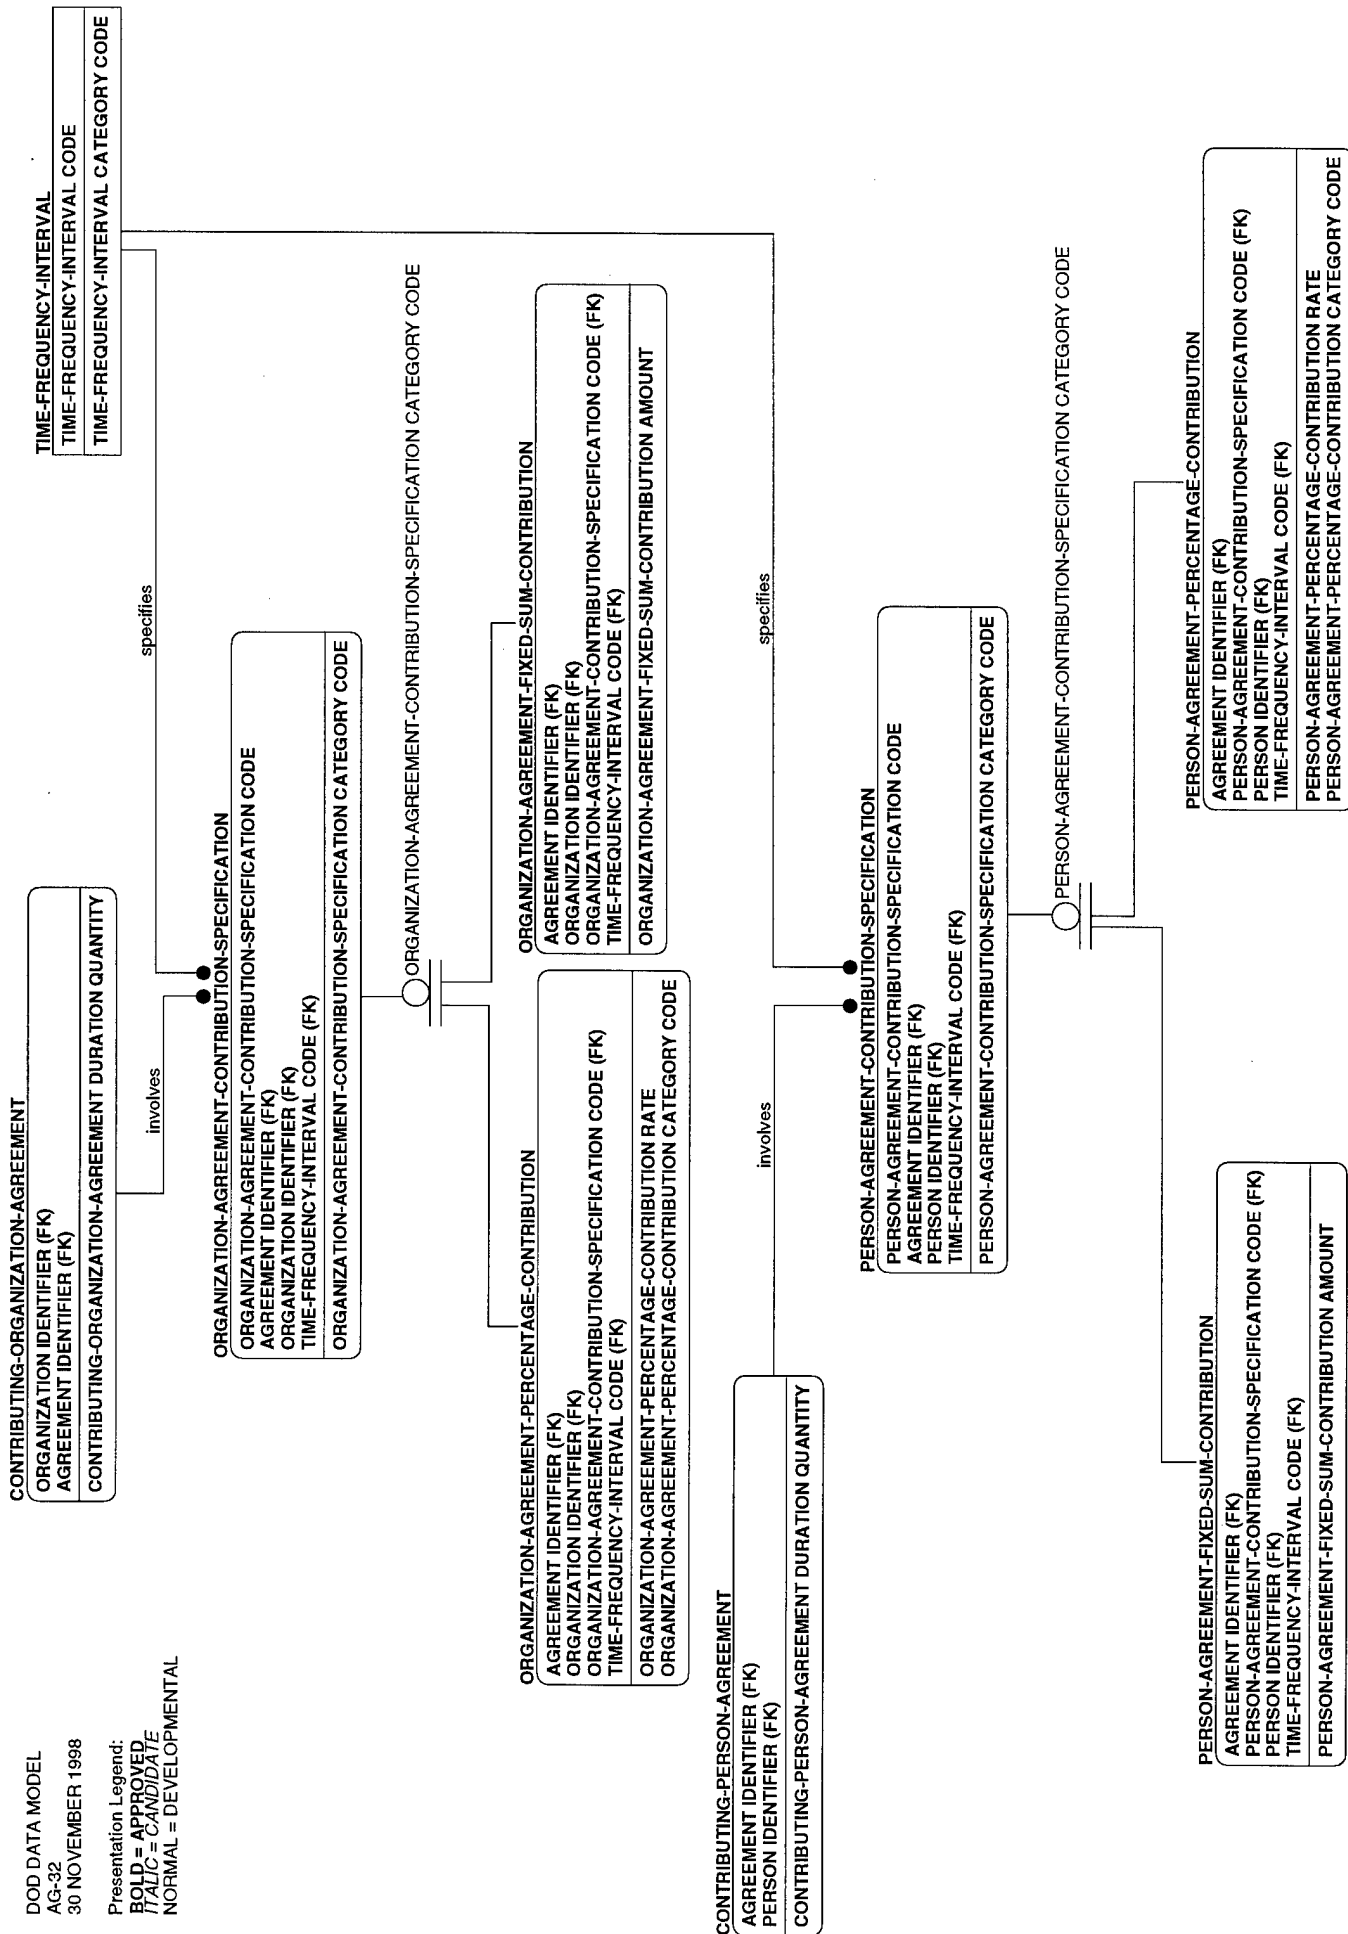 DOD DATA MODEL
AG-32
30 NOVEMBER 1998
Presentation Legend:
BOLD = APPROVED
ITALIC = CANDIDATE
NORMAL = DEVELOPMENTAL
CONTRIBUTING-ORGANIZATION-AGREEMENT
ORGANIZATION IDENTIFIER (FK)
AGREEMENT IDENTIFIER (FK)
CONTRIBUTING-ORGANIZATION-AGREEMENT DURATION QUANTITY
TIME-FREQUENCY-INTERVAL
TIME-FREQUENCY-INTERVAL CODE
TIME-FREQUENCY-INTERVAL CATEGORY CODE
involves
specifies
ORGANIZATION-AGREEMENT-CONTRIBUTION-SPECIFICATION
ORGANIZATION-AGREEMENT-CONTRIBUTION-SPECIFICATION CODE
AGREEMENT IDENTIFIER (FK)
ORGANIZATION IDENTIFIER (FK)
TIME-FREQUENCY-INTERVAL CODE (FK)
ORGANIZATION-AGREEMENT-CONTRIBUTION-SPECIFICATION CATEGORY CODE
ORGANIZATION-AGREEMENT-CONTRIBUTION-SPECIFICATION CATEGORY CODE
ORGANIZATION-AGREEMENT-PERCENTAGE-CONTRIBUTION
AGREEMENT IDENTIFIER (FK)
ORGANIZATION IDENTIFIER (FK)
ORGANIZATION-AGREEMENT-CONTRIBUTION-SPECIFICATION CODE (FK)
TIME-FREQUENCY-INTERVAL CODE (FK)
ORGANIZATION-AGREEMENT-PERCENTAGE-CONTRIBUTION RATE
ORGANIZATION-AGREEMENT-PERCENTAGE-CONTRIBUTION CATEGORY CODE
ORGANIZATION-AGREEMENT-FIXED-SUM-CONTRIBUTION
AGREEMENT IDENTIFIER (FK)
ORGANIZATION IDENTIFIER (FK)
ORGANIZATION-AGREEMENT-CONTRIBUTION-SPECIFICATION CODE (FK)
TIME-FREQUENCY-INTERVAL CODE (FK)
ORGANIZATION-AGREEMENT-FIXED-SUM-CONTRIBUTION AMOUNT
CONTRIBUTING-PERSON-AGREEMENT
AGREEMENT IDENTIFIER (FK)
PERSON IDENTIFIER (FK)
CONTRIBUTING-PERSON-AGREEMENT DURATION QUANTITY
involves
specifies
PERSON-AGREEMENT-CONTRIBUTION-SPECIFICATION
PERSON-AGREEMENT-CONTRIBUTION-SPECIFICATION CODE
AGREEMENT IDENTIFIER (FK)
PERSON IDENTIFIER (FK)
TIME-FREQUENCY-INTERVAL CODE (FK)
PERSON-AGREEMENT-CONTRIBUTION-SPECIFICATION CATEGORY CODE
PERSON-AGREEMENT-CONTRIBUTION-SPECIFICATION CATEGORY CODE
PERSON-AGREEMENT-FIXED-SUM-CONTRIBUTION
AGREEMENT IDENTIFIER (FK)
PERSON-AGREEMENT-CONTRIBUTION-SPECIFICATION CODE (FK)
PERSON IDENTIFIER (FK)
TIME-FREQUENCY-INTERVAL CODE (FK)
PERSON-AGREEMENT-FIXED-SUM-CONTRIBUTION AMOUNT
PERSON-AGREEMENT-PERCENTAGE-CONTRIBUTION
AGREEMENT IDENTIFIER (FK)
PERSON-AGREEMENT-CONTRIBUTION-SPECIFICATION CODE (FK)
PERSON IDENTIFIER (FK)
TIME-FREQUENCY-INTERVAL CODE (FK)
PERSON-AGREEMENT-PERCENTAGE-CONTRIBUTION RATE
PERSON-AGREEMENT-PERCENTAGE-CONTRIBUTION CATEGORY CODE